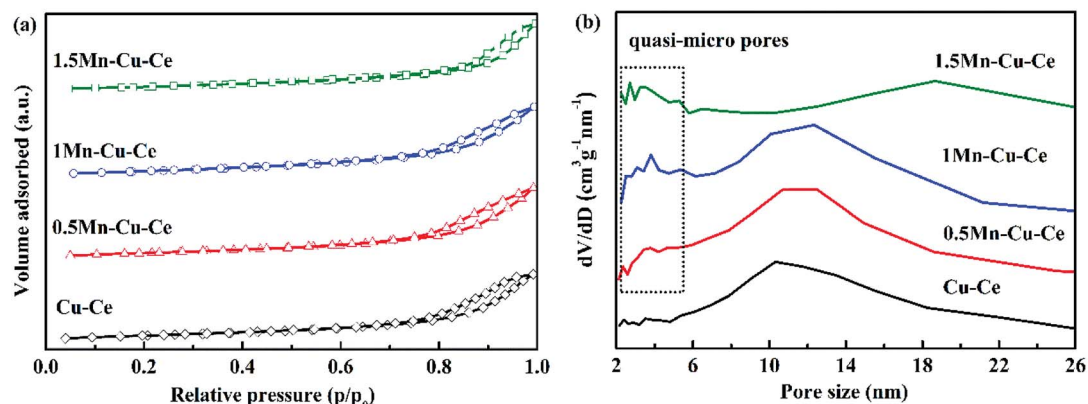 (a)
1.5Mn-Cu-Ce
1Mn-Cu-Ce
0.5Mn-Cu-Ce
Cu-Ce
Volume adsorbed (a.u.)
0.0 0.2 0.4 0.6 0.8 1.0
Relative pressure (p/p₀)
(b)
quasi-micro pores
1.5Mn-Cu-Ce
1Mn-Cu-Ce
0.5Mn-Cu-Ce
Cu-Ce
dV/dD (cm³g⁻¹ nm⁻¹)
2 6 10 14 18 22 26
Pore size (nm)